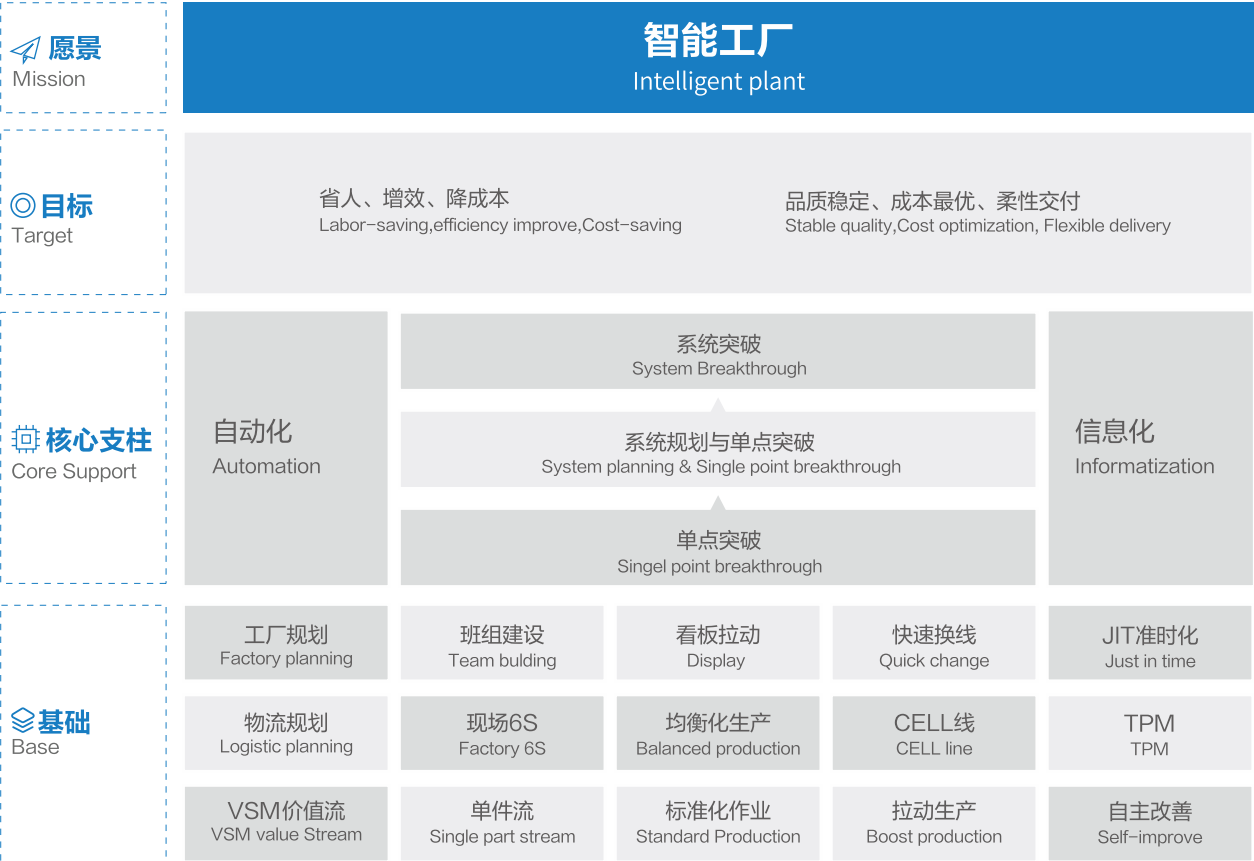 愿景
Mission
智能工厂
Intelligent plant
目标
Target
省人、增效、降成本
Labor-saving,efficiency improve,Cost-saving
品质稳定、成本最优、柔性交付
Stable quality,Cost optimization, Flexible delivery
核心支柱
Core Support
自动化
Automation
系统突破
System Breakthrough
系统规划与单点突破
System planning & Single point breakthrough
单点突破
Singel point breakthrough
信息化
Informatization
基础
Base
工厂规划
Factory planning
班组建设
Team bulding
看板拉动
Display
快速换线
Quick change
JIT准时化
Just in time
物流规划
Logistic planning
现场6S
Factory 6S
均衡化生产
Balanced production
CELL线
CELL line
TPM
TPM
VSM价值流
VSM value Stream
单件流
Single part stream
标准化作业
Standard Production
拉动生产
Boost production
自主改善
Self-improve